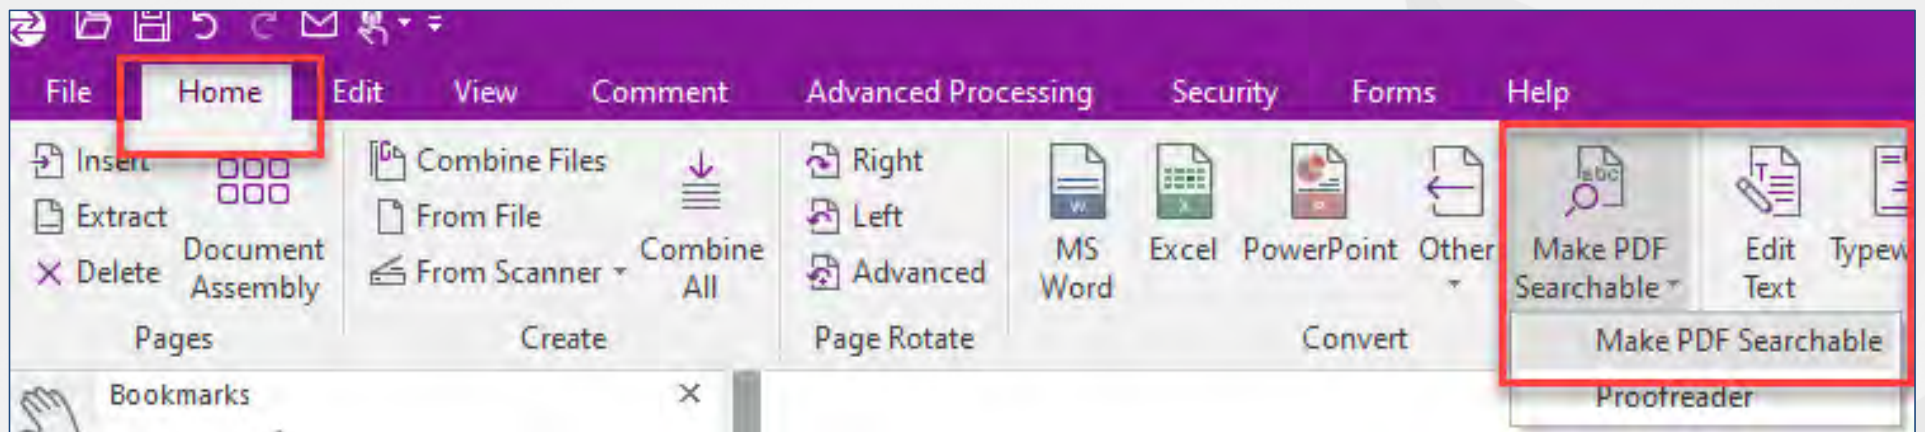 File Home Edit View Comment Advanced Processing Security Forms Help
Insert
Extract
Delete
Document
Assembly
Pages
Combine Files
From File
From Scanner
Combine
All
Create
Right
Left
Advanced
Page Rotate
MS
Word
Excel
PowerPoint
Other
Convert
abc
Make PDF
Searchable
Edit
Text
Typew
Make PDF Searchable
Proofreader
Bookmarks